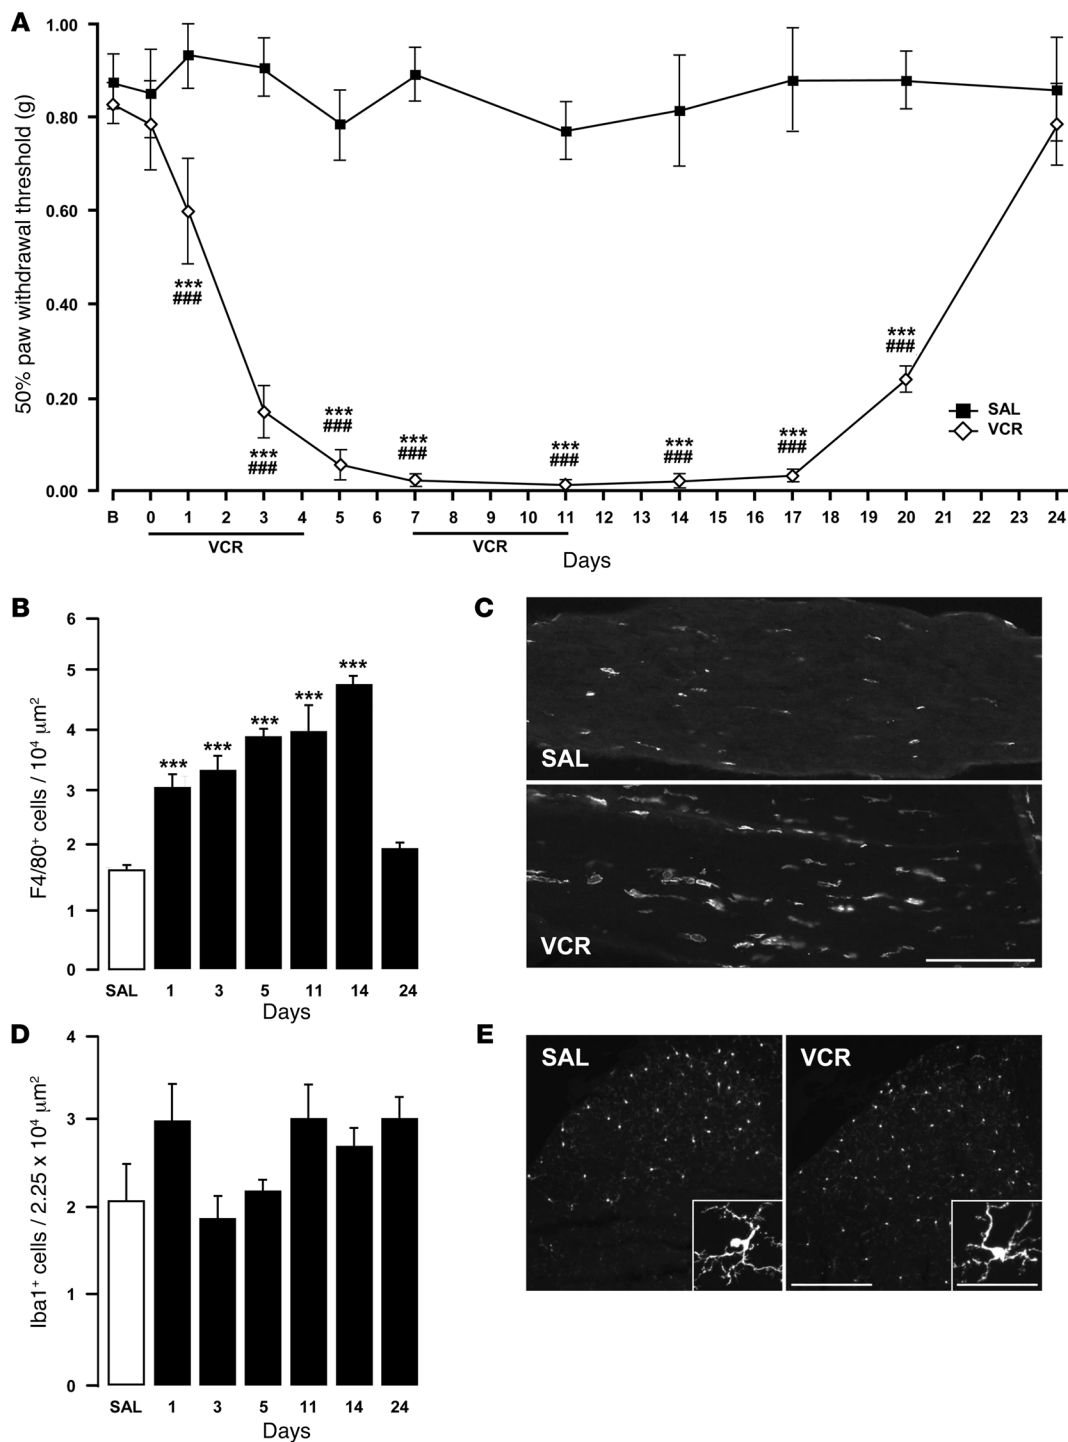 A
50% paw withdrawal threshold (g)
1.00
0.80
0.60
0.40
0.20
0.00
***
###
***
###
***
###
***
###
***
###
***
###
***
###
***
###
SAL
VCR
B 0 1 2 3 4 5 6 7 8 9 10 11 12 13 14 15 16 17 18 19 20 21 22 23 24
VCR VCR
Days
B
F4/80⁺ cells / 10⁴ μm²
6
5
4
3
2
1
0
*** *** *** *** ***
SAL 1 3 5 11 14 24
Days
C
SAL
VCR
D
Iba1⁺ cells / 2.25 x 10⁴ μm²
4
3
2
1
0
SAL 1 3 5 11 14 24
Days
E
SAL VCR